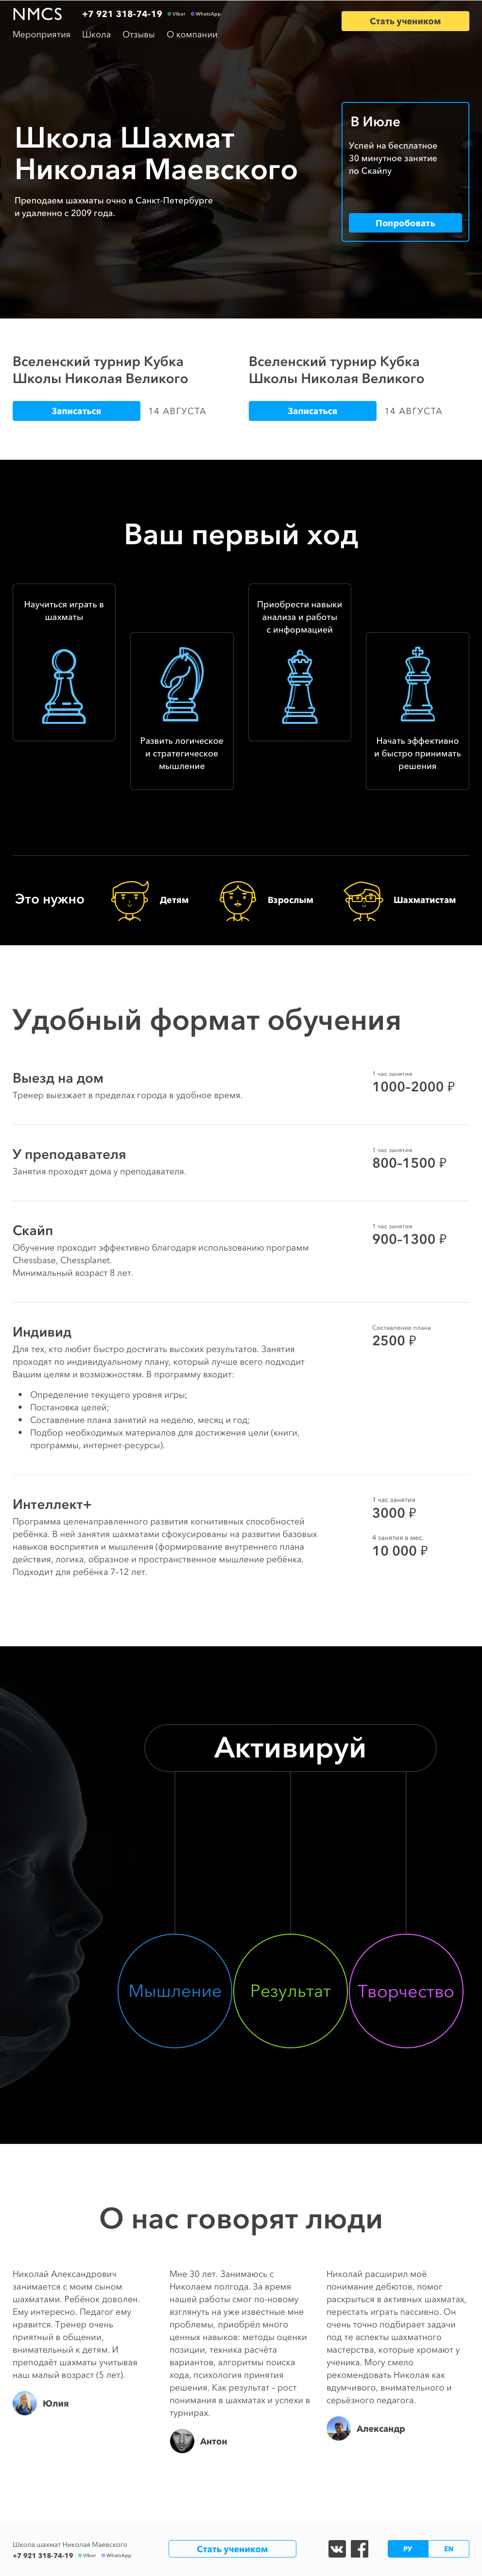 NMCS
+7 921 318-74-19
Viber
WhatsApp
Стать учеником
Мероприятия
Школа
Отзывы
О компании
Школа Шахмат
Николая Маевского
Преподаем шахматы очно в Санкт-Петербурге
и удаленно с 2009 года.
В Июле
Успей на бесплатное
30 минутное занятие
по Скайпу
Попробовать
Вселенский турнир Кубка
Школы Николая Великого
Записаться
14 АВГУСТА
Вселенский турнир Кубка
Школы Николая Великого
Записаться
14 АВГУСТА
Ваш первый ход
Научиться играть в
шахматы
Развить логическое
и стратегическое
мышление
Приобрести навыки
анализа и работы
с информацией
Начать эффективно
и быстро принимать
решения
Это нужно
Детям
Взрослым
Шахматистам
Удобный формат обучения
Выезд на дом
Тренер выезжает в пределах города в удобное время.
1 час занятия
1000–2000 ₽
У преподавателя
Занятия проходят дома у преподавателя.
1 час занятия
800–1500 ₽
Скайп
Обучение проходит эффективно благодаря использованию программ
Chessbase, Chessplanet.
Минимальный возраст 8 лет.
1 час занятия
900–1300 ₽
Индивид
Для тех, кто любит быстро достигать высоких результатов. Занятия
проходят по индивидуальному плану, который лучше всего подходит
Вашим целям и возможностям. В программу входит:
• Определение текущего уровня игры;
• Постановка целей;
• Составление плана занятий на неделю, месяц и год;
• Подбор необходимых материалов для достижения цели (книги,
программы, интернет-ресурсы).
Составление плана
2500 ₽
Интеллект+
Программа целенаправленного развития когнитивных способностей
ребёнка. В ней занятия шахматами сфокусированы на развитии базовых
навыков восприятия и мышления (формирование внутреннего плана
действия, логика, образное и пространственное мышление ребёнка.
Подходит для ребёнка 7–12 лет.
1 час занятия
3000 ₽
4 занятия в мес.
10 000 ₽
Активируй
Мышление
Результат
Творчество
О нас говорят люди
Николай Александрович
занимается с моим сыном
шахматами. Ребёнок доволен.
Ему интересно. Педагог ему
нравится. Тренер очень
приятный в общении,
внимательный к детям. И
преподаёт шахматы учитывая
наш малый возраст (5 лет).
Юлия
Мне 30 лет. Занимаюсь с
Николаем полгода. За время
нашей работы смог по-новому
взглянуть на уже известные мне
проблемы, приобрёл много
ценных навыков: методы оценки
позиции, техника расчёта
вариантов, алгоритмы поиска
хода, психология принятия
решения. Как результат – рост
понимания в шахматах и успехи в
турнирах.
Антон
Николай расширил моё
понимание дебютов, помог
раскрыться в активных шахматах,
перестать играть пассивно. Он
очень точно подбирает задачи
под те аспекты шахматного
мастерства, которые хромают у
ученика. Могу смело
рекомендовать Николая как
вдумчивого, внимательного и
серьёзного педагога.
Александр
Школа шахмат Николая Маевского
+7 921 318-74-19
Viber
WhatsApp
Стать учеником
РУ
EN